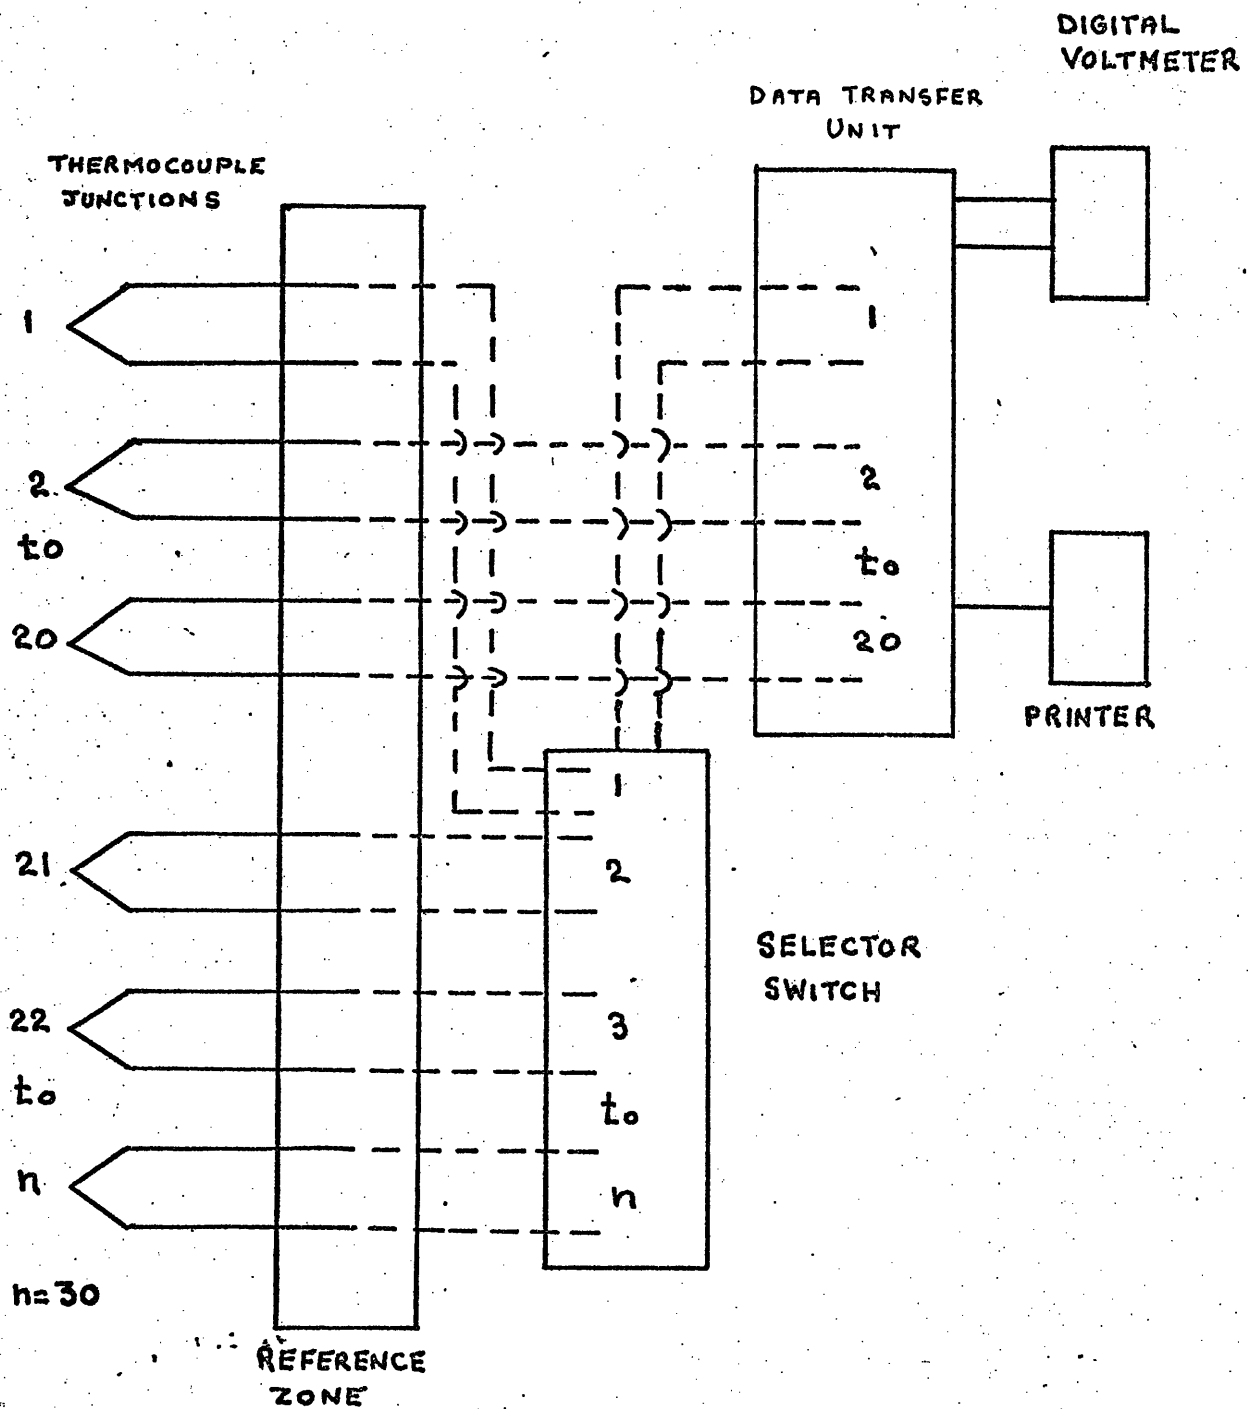 DIGITAL
VOLTMETER
DATA TRANSFER
UNIT
THERMOCOUPLE
JUNCTIONS
1
2
to
20
21
22
to
n
n=30
REFERENCE
ZONE
1
2
3
to
n
SELECTOR
SWITCH
1
2
to
20
PRINTER